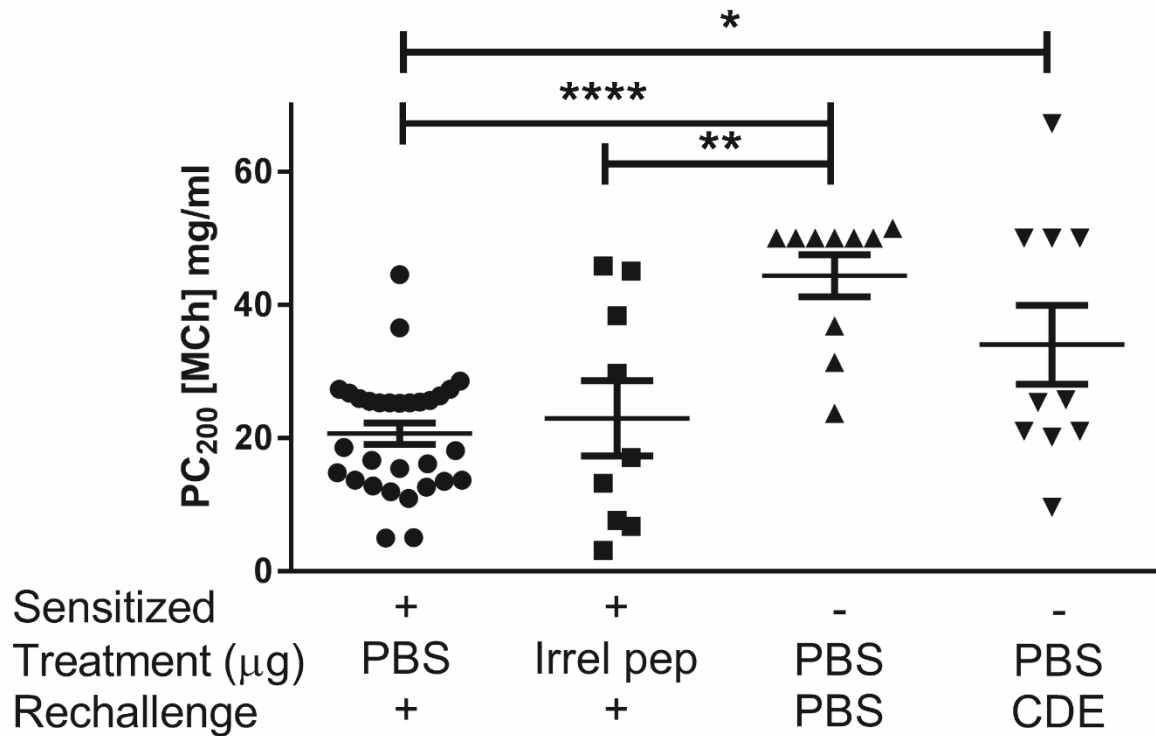 *
****
**
60
40
20
0
PC200 [MCh] mg/ml
Sensitized + + - -
Treatment (μg) PBS Irrel pep PBS PBS
Rechallenge + + PBS CDE